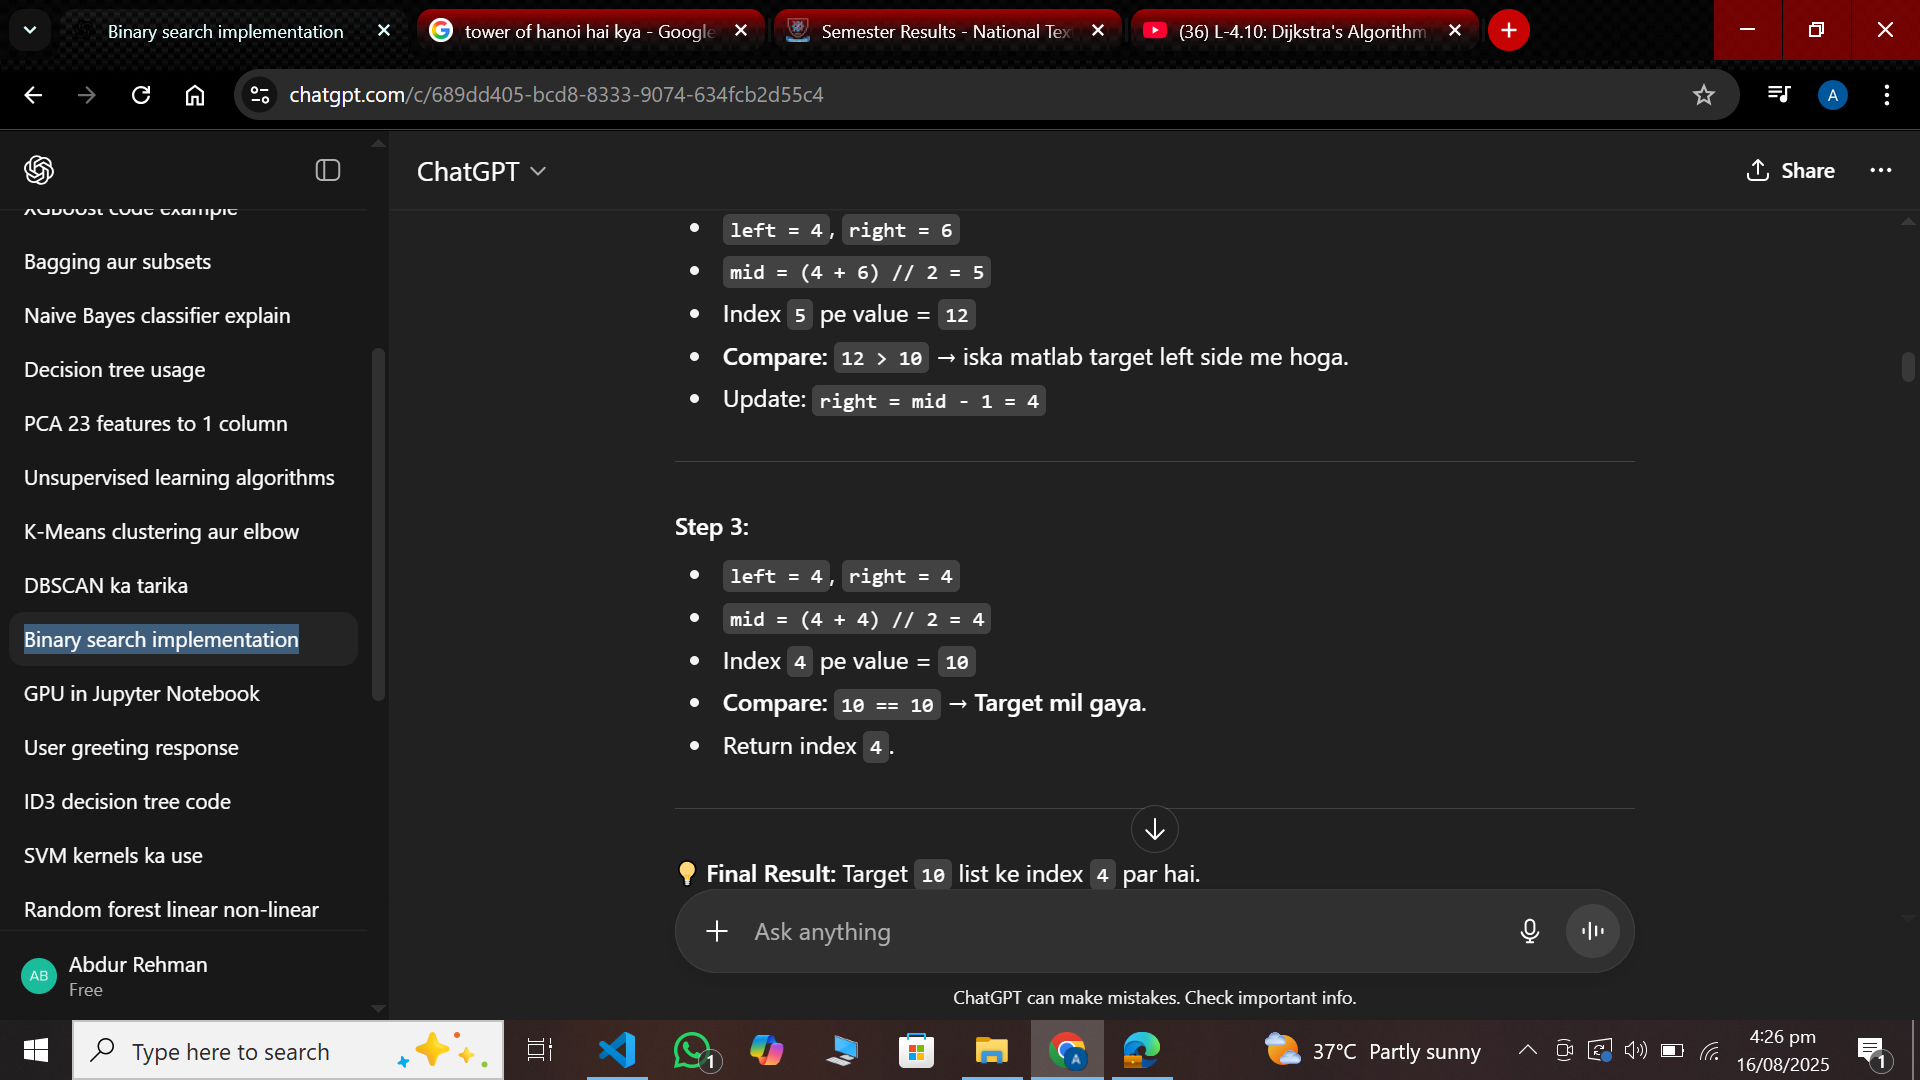 Binary search implementation
tower of hanoi hai kya - Google
Semester Results - National Tex
(36) L-4.10: Dijkstra's Algorithm
chatgpt.com/c/689dd405-bcd8-8333-9074-634fcb2d55c4
A
ChatGPT
Share
XGBoost code example
Bagging aur subsets
Naive Bayes classifier explain
Decision tree usage
PCA 23 features to 1 column
Unsupervised learning algorithms
K-Means clustering aur elbow
DBSCAN ka tarika
Binary search implementation
GPU in Jupyter Notebook
User greeting response
ID3 decision tree code
SVM kernels ka use
Random forest linear non-linear
AB
Abdur Rehman
Free
left = 4, right = 6
mid = (4 + 6) // 2 = 5
Index 5 pe value = 12
Compare: 12 > 10 → iska matlab target left side me hoga.
Update: right = mid - 1 = 4
Step 3:
left = 4, right = 4
mid = (4 + 4) // 2 = 4
Index 4 pe value = 10
Compare: 10 == 10 → Target mil gaya.
Return index 4.
Final Result: Target 10 list ke index 4 par hai.
Ask anything
ChatGPT can make mistakes. Check important info.
Type here to search
1
A
37°C Partly sunny
4:26 pm
16/08/2025
1